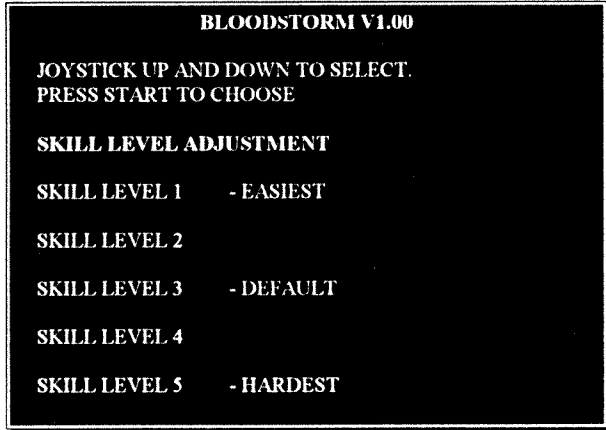 BLOODSTORM V1.00
JOYSTICK UP AND DOWN TO SELECT.
PRESS START TO CHOOSE
SKILL LEVEL ADJUSTMENT
SKILL LEVEL 1 - EASIEST
SKILL LEVEL 2
SKILL LEVEL 3 - DEFAULT
SKILL LEVEL 4
SKILL LEVEL 5 - HARDEST